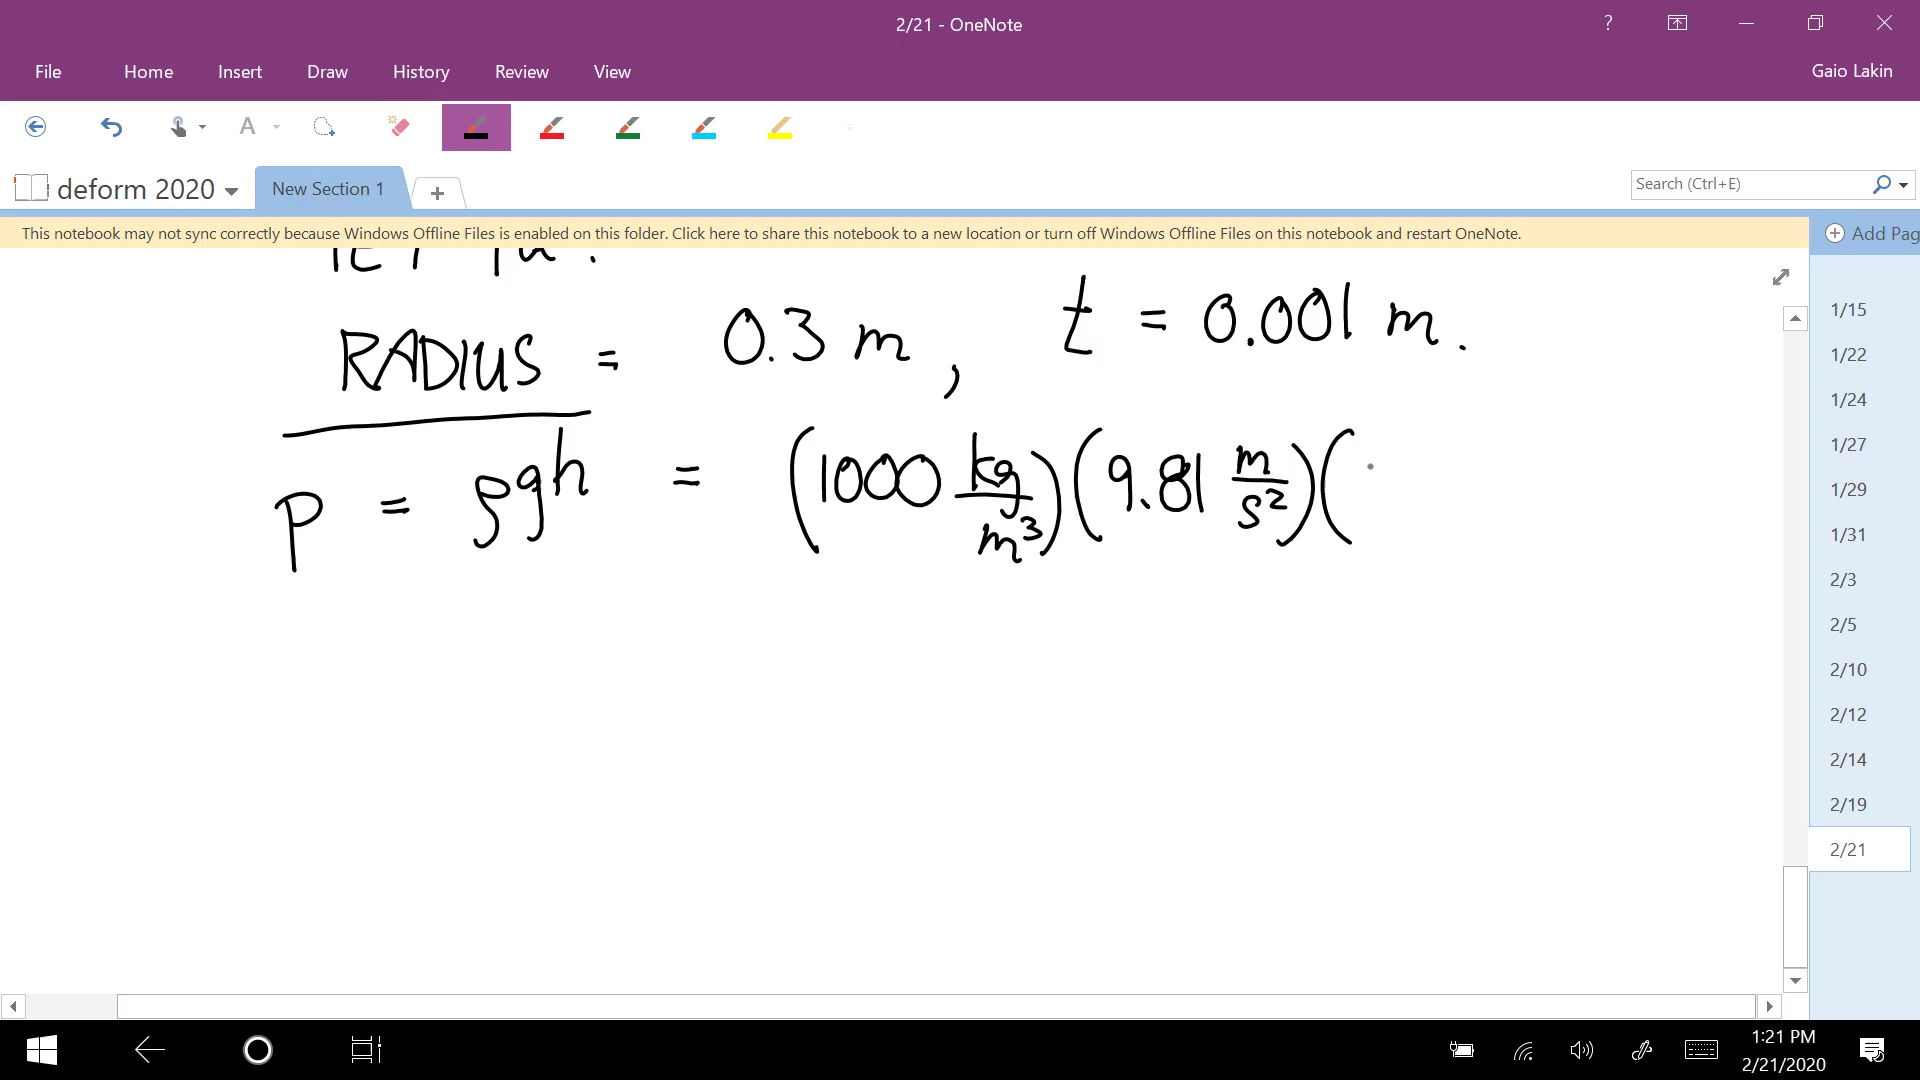 2/21 - OneNote
?
File Home Insert Draw History Review View
Gaio Lakin
A
deform 2020
New Section 1
+
Search (Ctrl+E)
This notebook may not sync correctly because Windows Offline Files is enabled on this folder. Click here to share this notebook to a new location or turn off Windows Offline Files on this notebook and restart OneNote.
Add Pag
RADIUS = 0.3 m, t = 0.001 m.
p = ρgh = (1000 kg/m³)(9.81 m/s²)(
1/15
1/22
1/24
1/27
1/29
1/31
2/3
2/5
2/10
2/12
2/14
2/19
2/21
1:21 PM
2/21/2020